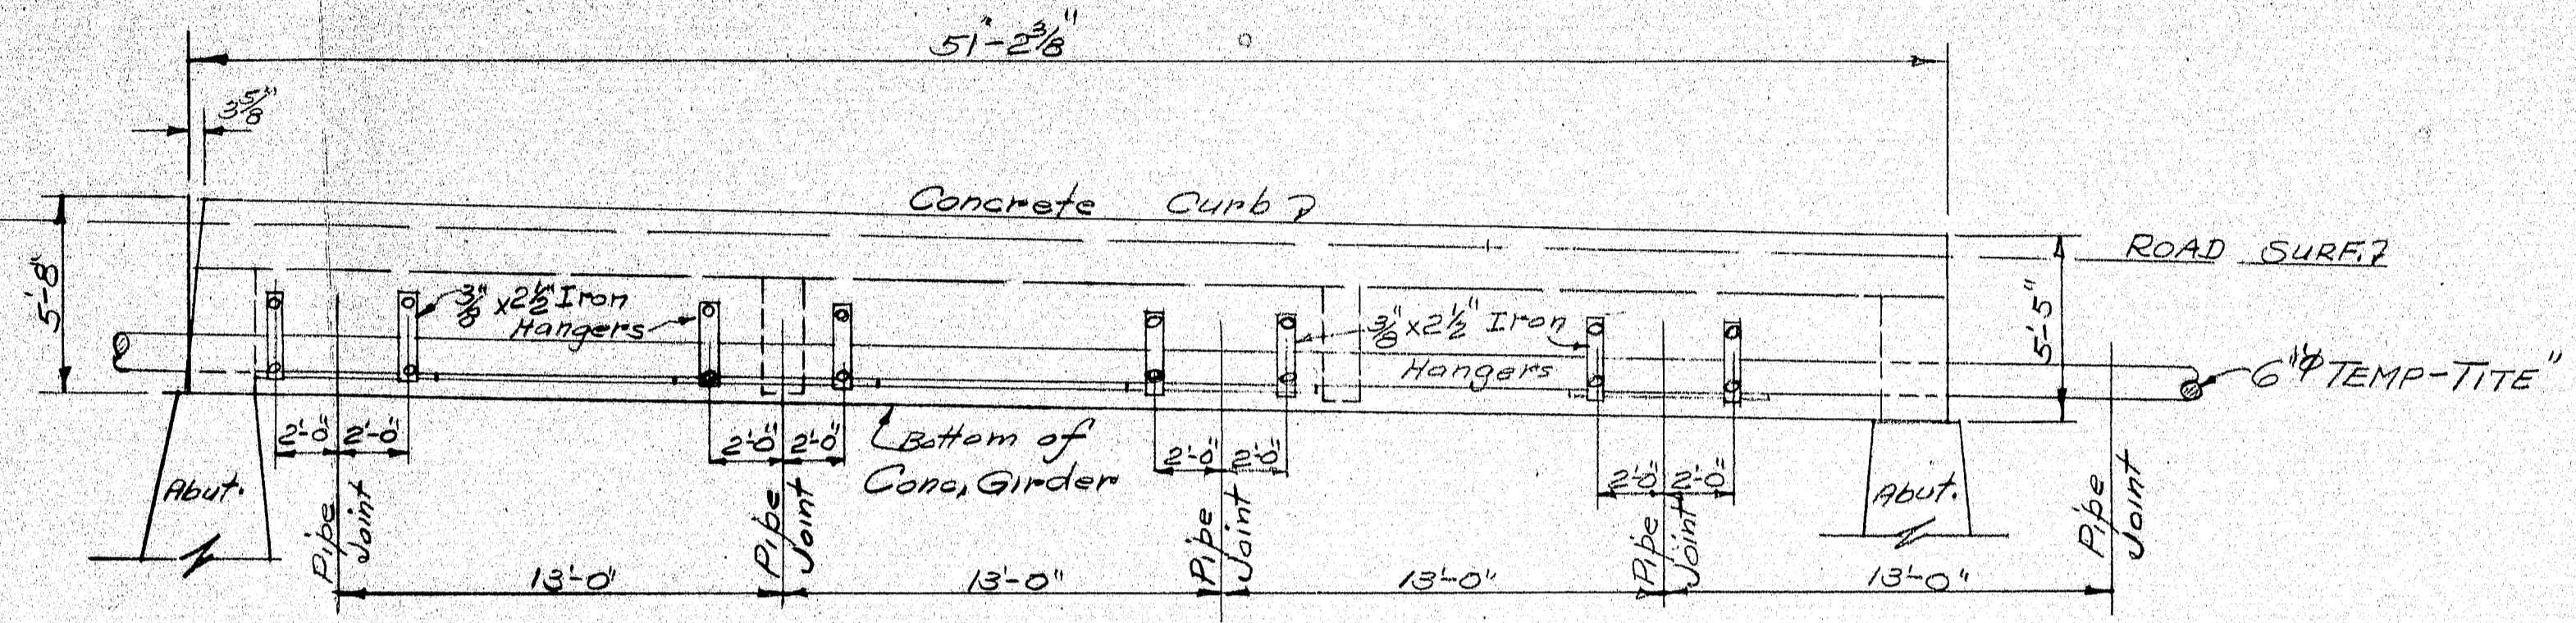 51'-2 3/8"
3 5/8"
Concrete Curb
ROAD SURF.
5'-8"
3/8" x 2 1/2" Iron
Hangers
3/8" x 2 1/2" Iron
Hangers
5'-5"
6"φ TEMP-TITE"
2'-0" 2'-0"
2'-0" 2'-0"
Bottom of
Conc. Girder
2'-0" 2'-0"
2'-0" 2'-0"
Abut.
Abut.
Pipe
Joint
Pipe
Joint
Pipe
Joint
Pipe
Joint
Pipe
Joint
13'-0"
13'-0"
13'-0"
13'-0"